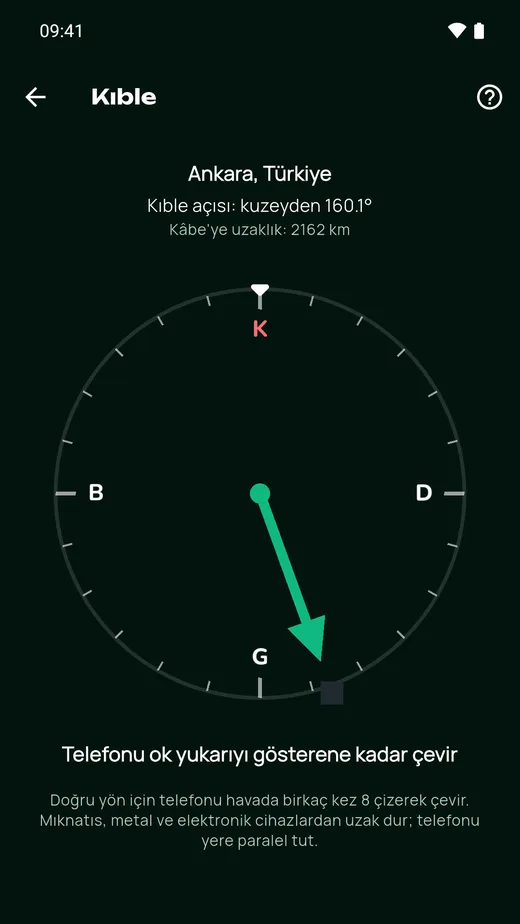 09:41
Kıble
Ankara, Türkiye
Kıble açısı: kuzeyden 160.1°
Kâbe'ye uzaklık: 2162 km
K
B
D
G
Telefonu ok yukarıyı gösterene kadar çevir
Doğru yön için telefonu havada birkaç kez 8 çizerek çevir.
Mıknatıs, metal ve elektronik cihazlardan uzak dur; telefonu
yere paralel tut.